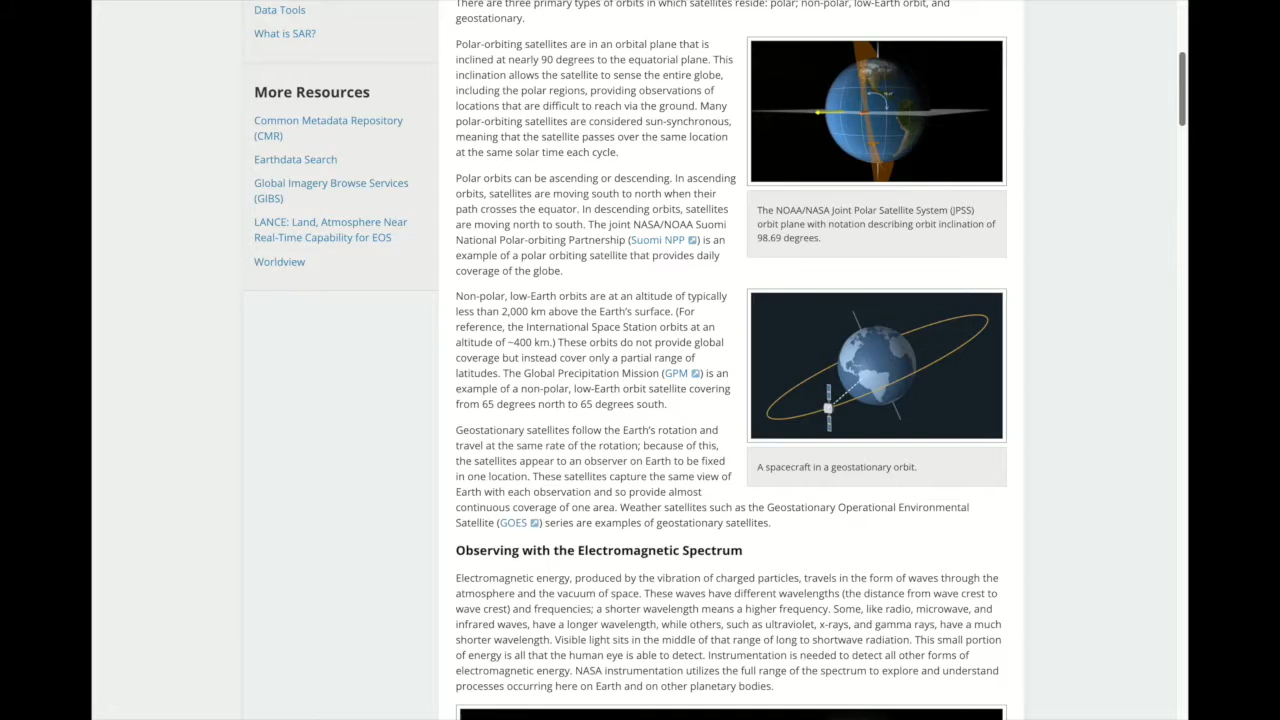 Data Tools
What is SAR?
More Resources
Common Metadata Repository
(CMR)
Earthdata Search
Global Imagery Browse Services
(GIBS)
LANCE: Land, Atmosphere Near
Real-Time Capability for EOS
Worldview
There are three primary types of orbits in which satellites reside: polar; non-polar, low-Earth orbit, and
geostationary.
Polar-orbiting satellites are in an orbital plane that is
inclined at nearly 90 degrees to the equatorial plane. This
inclination allows the satellite to sense the entire globe,
including the polar regions, providing observations of
locations that are difficult to reach via the ground. Many
polar-orbiting satellites are considered sun-synchronous,
meaning that the satellite passes over the same location
at the same solar time each cycle.
The NOAA/NASA Joint Polar Satellite System (JPSS)
orbit plane with notation describing orbit inclination of
98.69 degrees.
Polar orbits can be ascending or descending. In ascending
orbits, satellites are moving south to north when their
path crosses the equator. In descending orbits, satellites
are moving north to south. The joint NASA/NOAA Suomi
National Polar-orbiting Partnership (Suomi NPP) is an
example of a polar orbiting satellite that provides daily
coverage of the globe.
Non-polar, low-Earth orbits are at an altitude of typically
less than 2,000 km above the Earth's surface. (For
reference, the International Space Station orbits at an
altitude of ~400 km.) These orbits do not provide global
coverage but instead cover only a partial range of
latitudes. The Global Precipitation Mission (GPM) is an
example of a non-polar, low-Earth orbit satellite covering
from 65 degrees north to 65 degrees south.
A spacecraft in a geostationary orbit.
Geostationary satellites follow the Earth's rotation and
travel at the same rate of the rotation; because of this,
the satellites appear to an observer on Earth to be fixed
in one location. These satellites capture the same view of
Earth with each observation and so provide almost
continuous coverage of one area. Weather satellites such as the Geostationary Operational Environmental
Satellite (GOES) series are examples of geostationary satellites.
Observing with the Electromagnetic Spectrum
Electromagnetic energy, produced by the vibration of charged particles, travels in the form of waves through the
atmosphere and the vacuum of space. These waves have different wavelengths (the distance from wave crest to
wave crest) and frequencies; a shorter wavelength means a higher frequency. Some, like radio, microwave, and
infrared waves, have a longer wavelength, while others, such as ultraviolet, x-rays, and gamma rays, have a much
shorter wavelength. Visible light sits in the middle of that range of long to shortwave radiation. This small portion
of energy is all that the human eye is able to detect. Instrumentation is needed to detect all other forms of
electromagnetic energy. NASA instrumentation utilizes the full range of the spectrum to explore and understand
processes occurring here on Earth and on other planetary bodies.